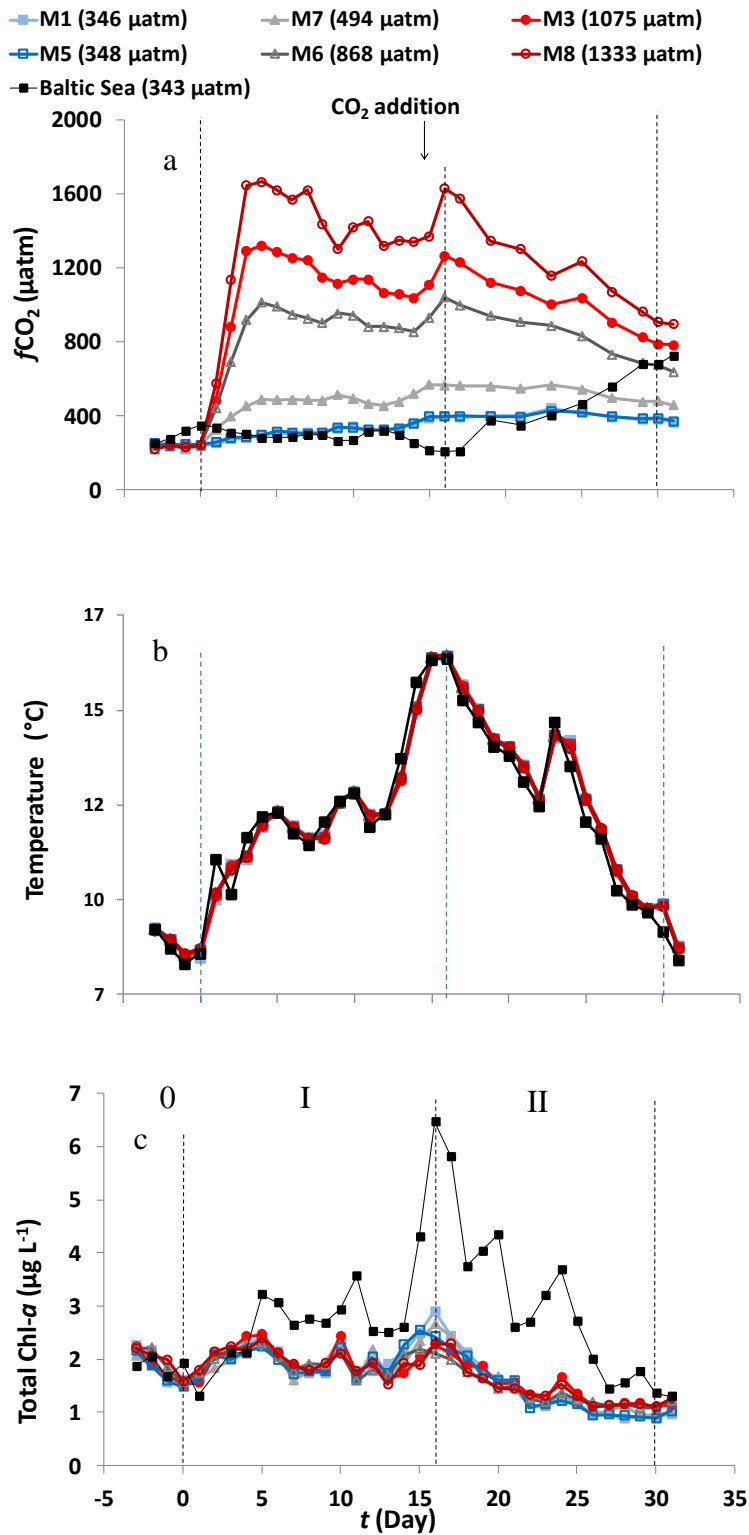 M1 (346 µatm) M7 (494 µatm) M3 (1075 µatm)
M5 (348 µatm) M6 (868 µatm) M8 (1333 µatm)
Baltic Sea (343 µatm)
CO₂ addition
2000
a
1600
1200
800
400
0
fCO₂ (µatm)
17
b
15
12
10
7
Temperature (°C)
7
0 I II
c
6
5
4
3
2
1
0
Total Chl-a (µg L⁻¹)
-5 0 5 10 15 20 25 30 35
t (Day)